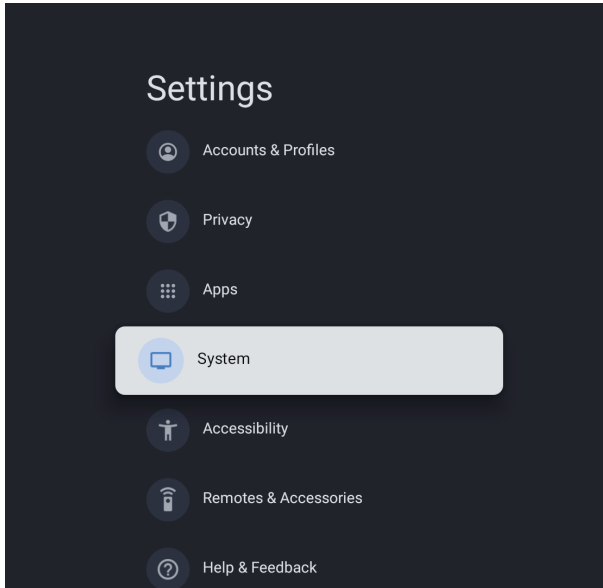 Settings
Accounts & Profiles
Privacy
Apps
System
Accessibility
Remotes & Accessories
Help & Feedback